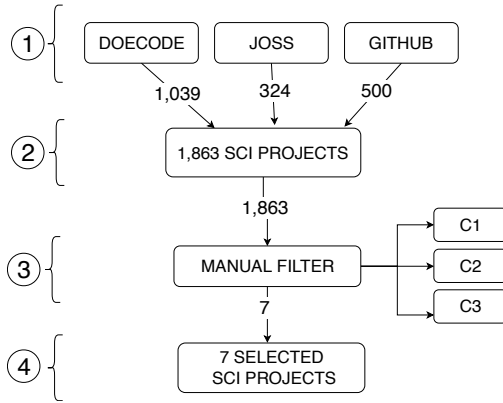 1
DOECODE
JOSS
GITHUB
1,039
324
500
2
1,863 SCI PROJECTS
1,863
3
MANUAL FILTER
C1
C2
C3
7
4
7 SELECTED
SCI PROJECTS